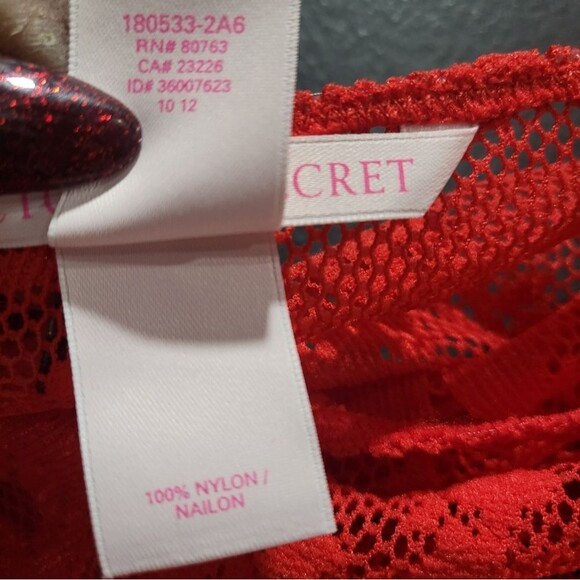 180533-2A6
RN# 80763
CA# 23226
ID# 36007623
10 12
CRET
100% NYLON /
NAILON